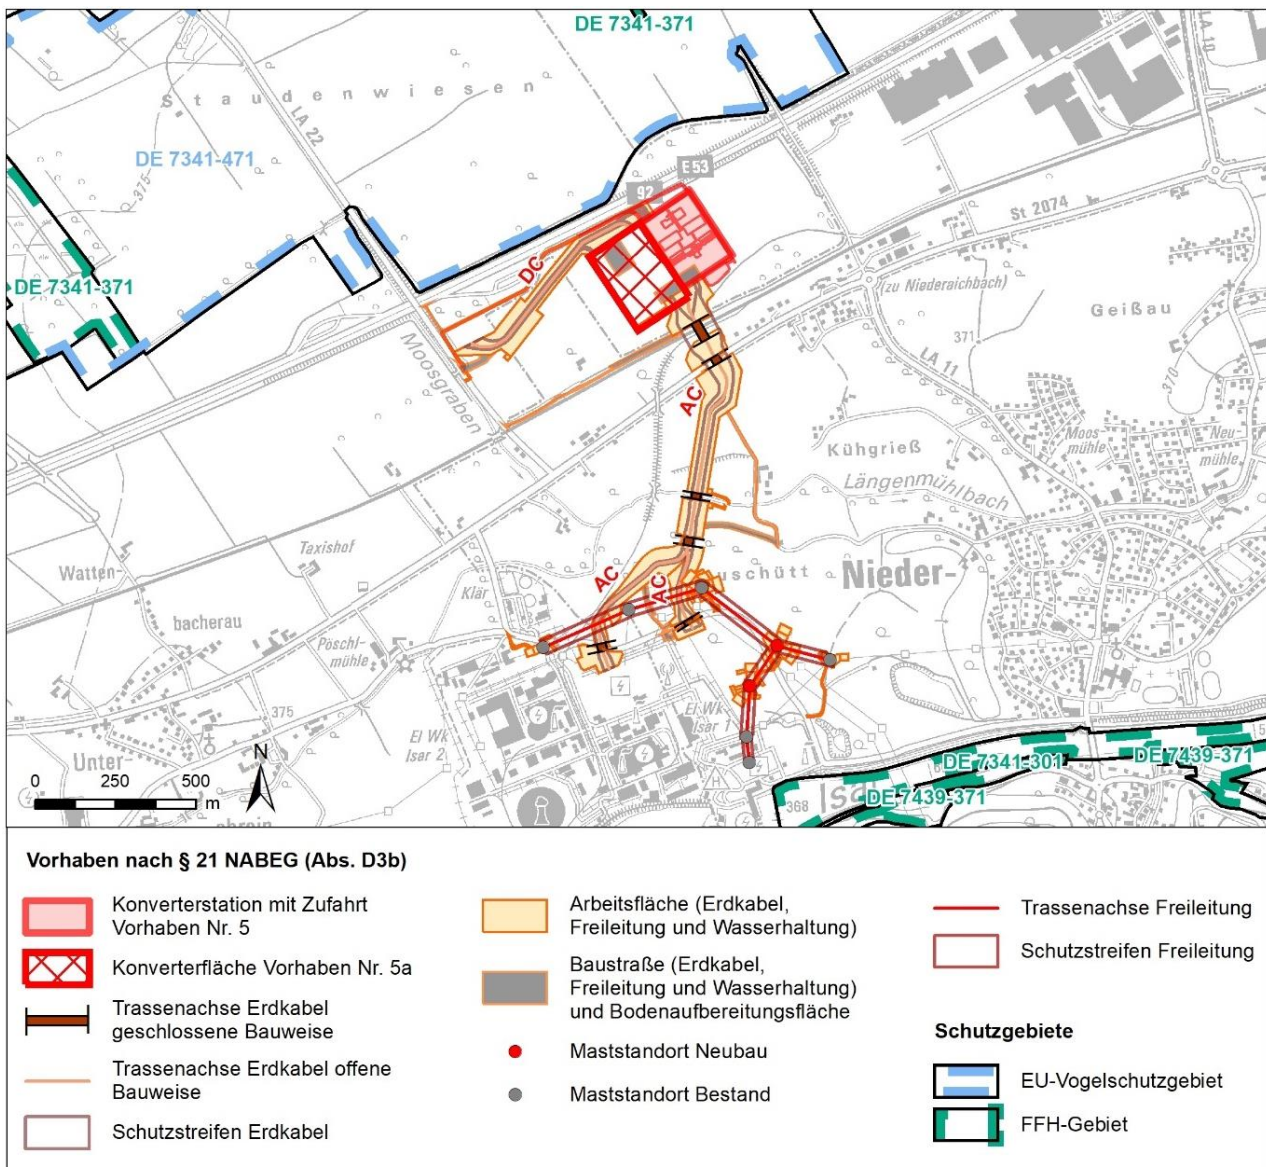 DE 7341-371
Staudenwiesen
LA 22
LA 10
DE 7341-471
375
E 53
92
St 2074
DE 7341-371
DC
(zu Niederaichbach)
Geißau
371
LA 11
370
Moosgraben
AC
Moos
mühle
Neu-
mühle
Kühgrieß
Längenmühlbach
Taxishof
Watten-
bacherau
Klär
AC
AC
uschütt
Nieder-
Pöschl-
mühle
375
El Wk
Isar 2
El Wk
Isar 1
Unter-
N
0 250 500
m
DE 7341-301
DE 7439-371
DE 7439-371
368
Isa
Vorhaben nach § 21 NABEG (Abs. D3b)
Konverterstation mit Zufahrt
Vorhaben Nr. 5
Konverterfläche Vorhaben Nr. 5a
Trassenachse Erdkabel
geschlossene Bauweise
Trassenachse Erdkabel offene
Bauweise
Schutzstreifen Erdkabel
Arbeitsfläche (Erdkabel,
Freileitung und Wasserhaltung)
Baustraße (Erdkabel,
Freileitung und Wasserhaltung)
und Bodenaufbereitungsfläche
Maststandort Neubau
Maststandort Bestand
Trassenachse Freileitung
Schutzstreifen Freileitung
Schutzgebiete
EU-Vogelschutzgebiet
FFH-Gebiet